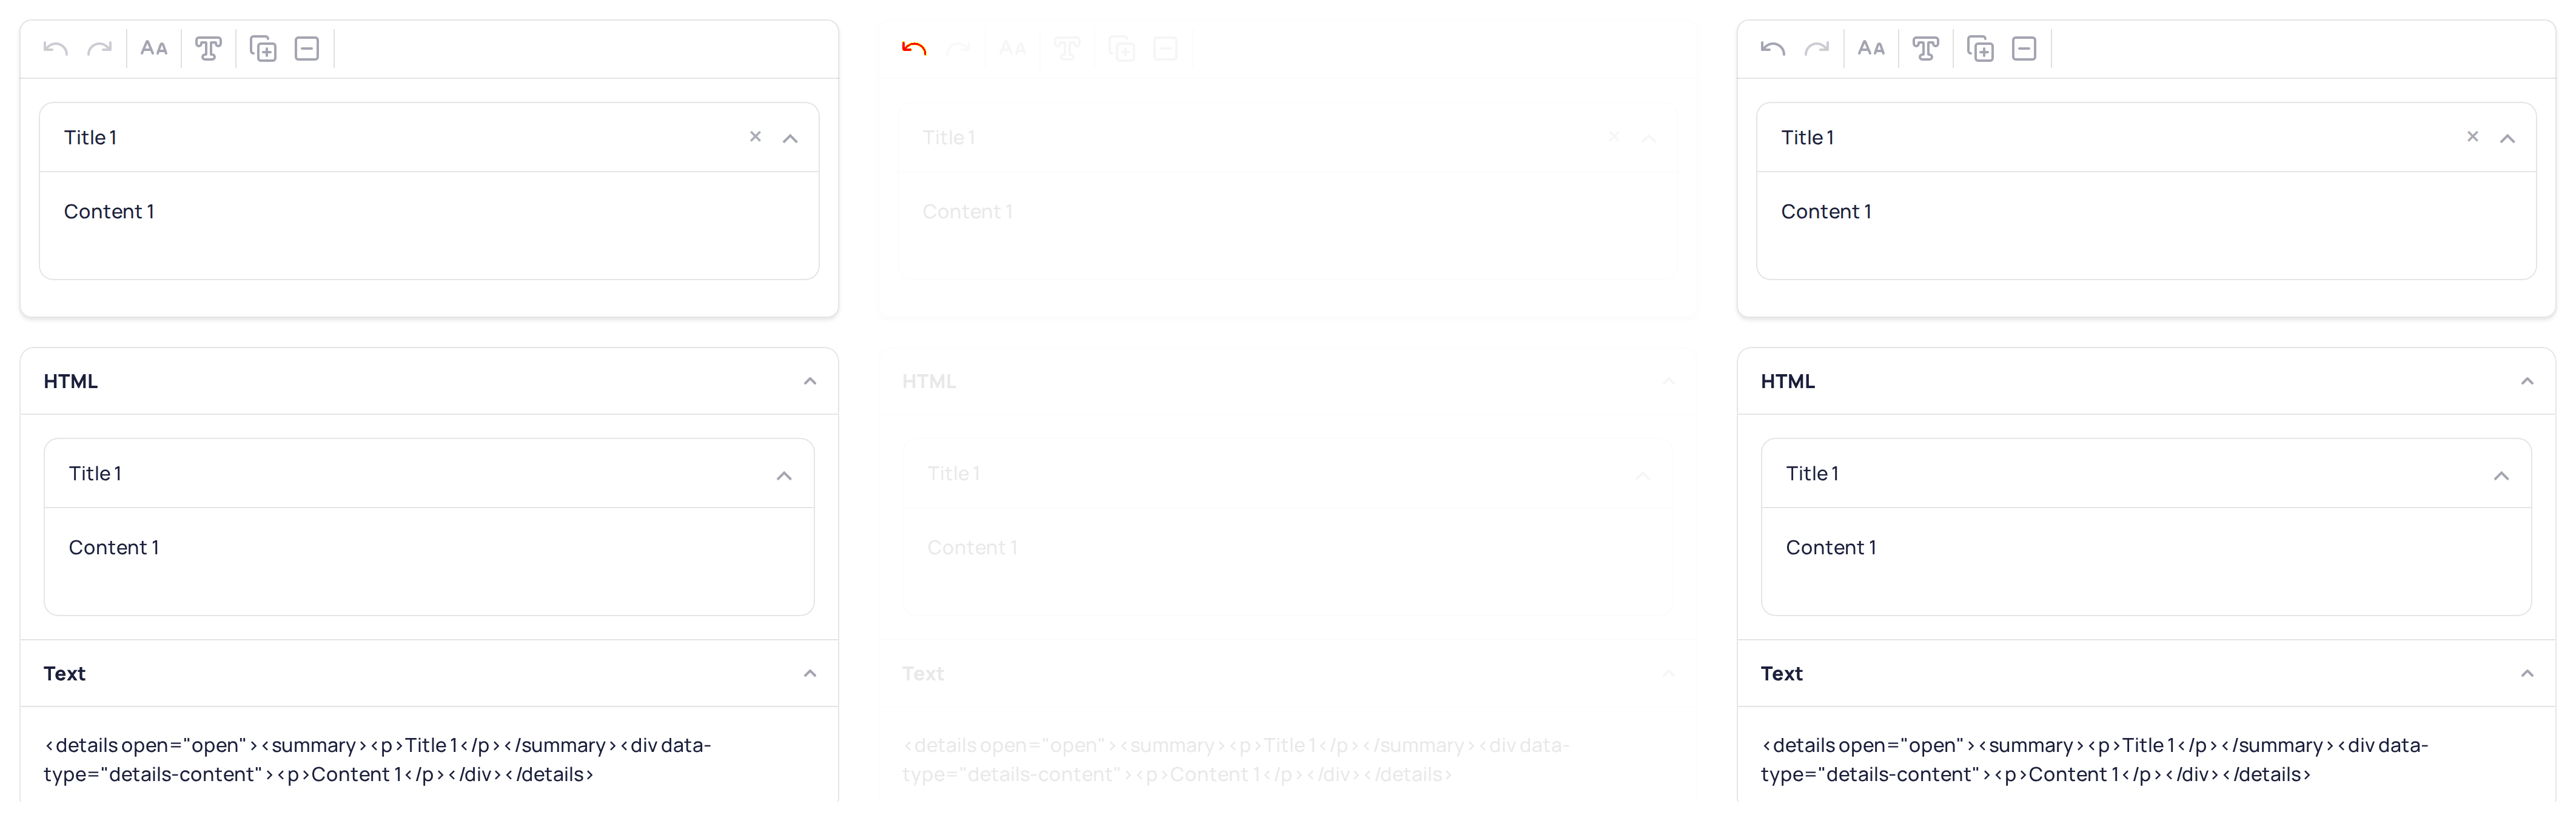 AA
Title 1
Content 1
HTML
Title 1
Content 1
Text
<details open="open"><summary><p>Title 1</p></summary><div data-
type="details-content"><p>Content 1</p></div></details>
AA
Title 1
Content 1
HTML
Title 1
Content 1
Text
<details open="open"><summary><p>Title 1</p></summary><div data-
type="details-content"><p>Content 1</p></div></details>
AA
Title 1
Content 1
HTML
Title 1
Content 1
Text
<details open="open"><summary><p>Title 1</p></summary><div data-
type="details-content"><p>Content 1</p></div></details>